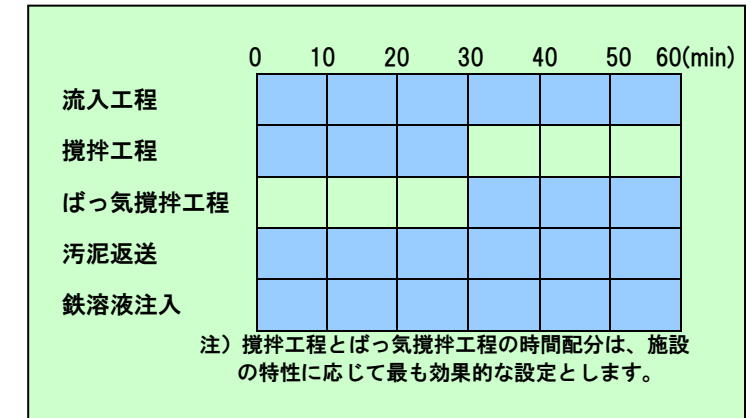 0 10 20 30 40 50 60(min)
流入工程
撹拌工程
ばっ気撹拌工程
汚泥返送
鉄溶液注入
注）撹拌工程とばっ気撹拌工程の時間配分は、施設
の特性に応じて最も効果的な設定とします。